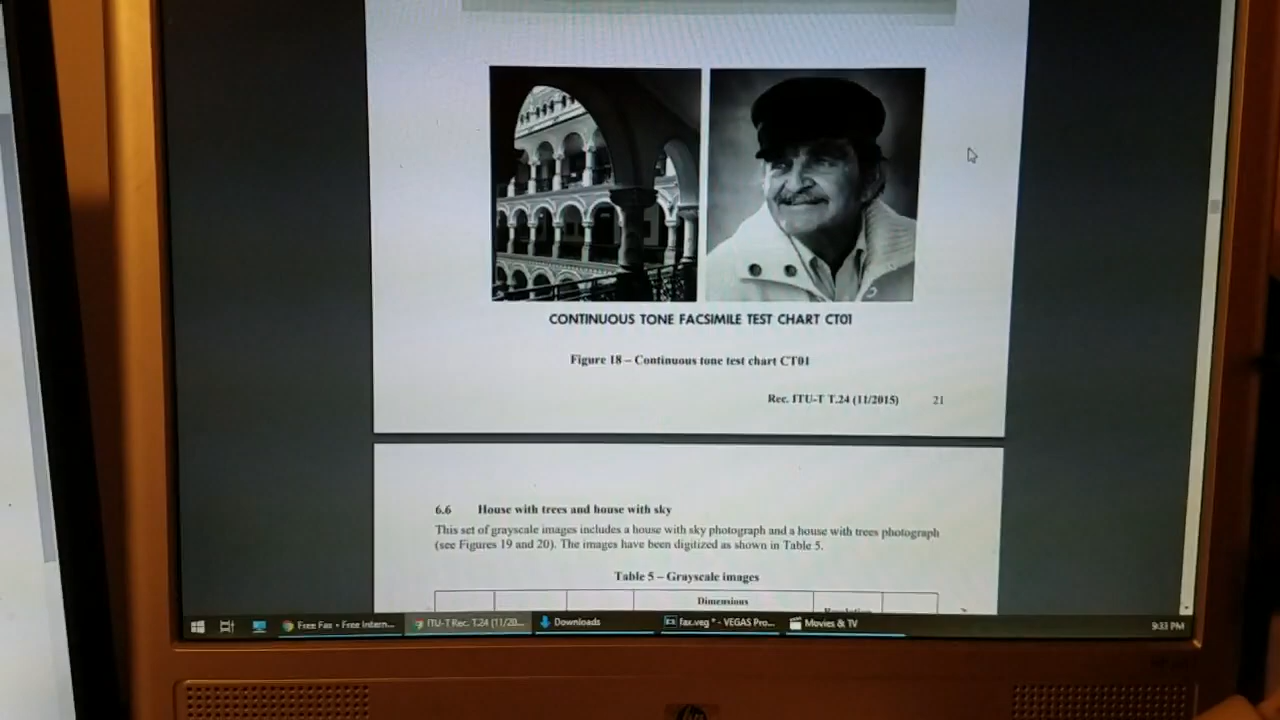 CONTINUOUS TONE FACSIMILE TEST CHART CT01
Figure 18 – Continuous tone test chart CT01
Rec. ITU-T T.24 (11/2015) 21
6.6 House with trees and house with sky
This set of grayscale images includes a house with sky photograph and a house with trees photograph
(see Figures 19 and 20). The images have been digitized as shown in Table 5.
Table 5 – Grayscale images
Dimensions
Free Fax • Free Intern... ITU-T Rec. T.24 (11/20... Downloads fax.veg * - VEGAS Pro... Movies & TV 9:33 PM
hp